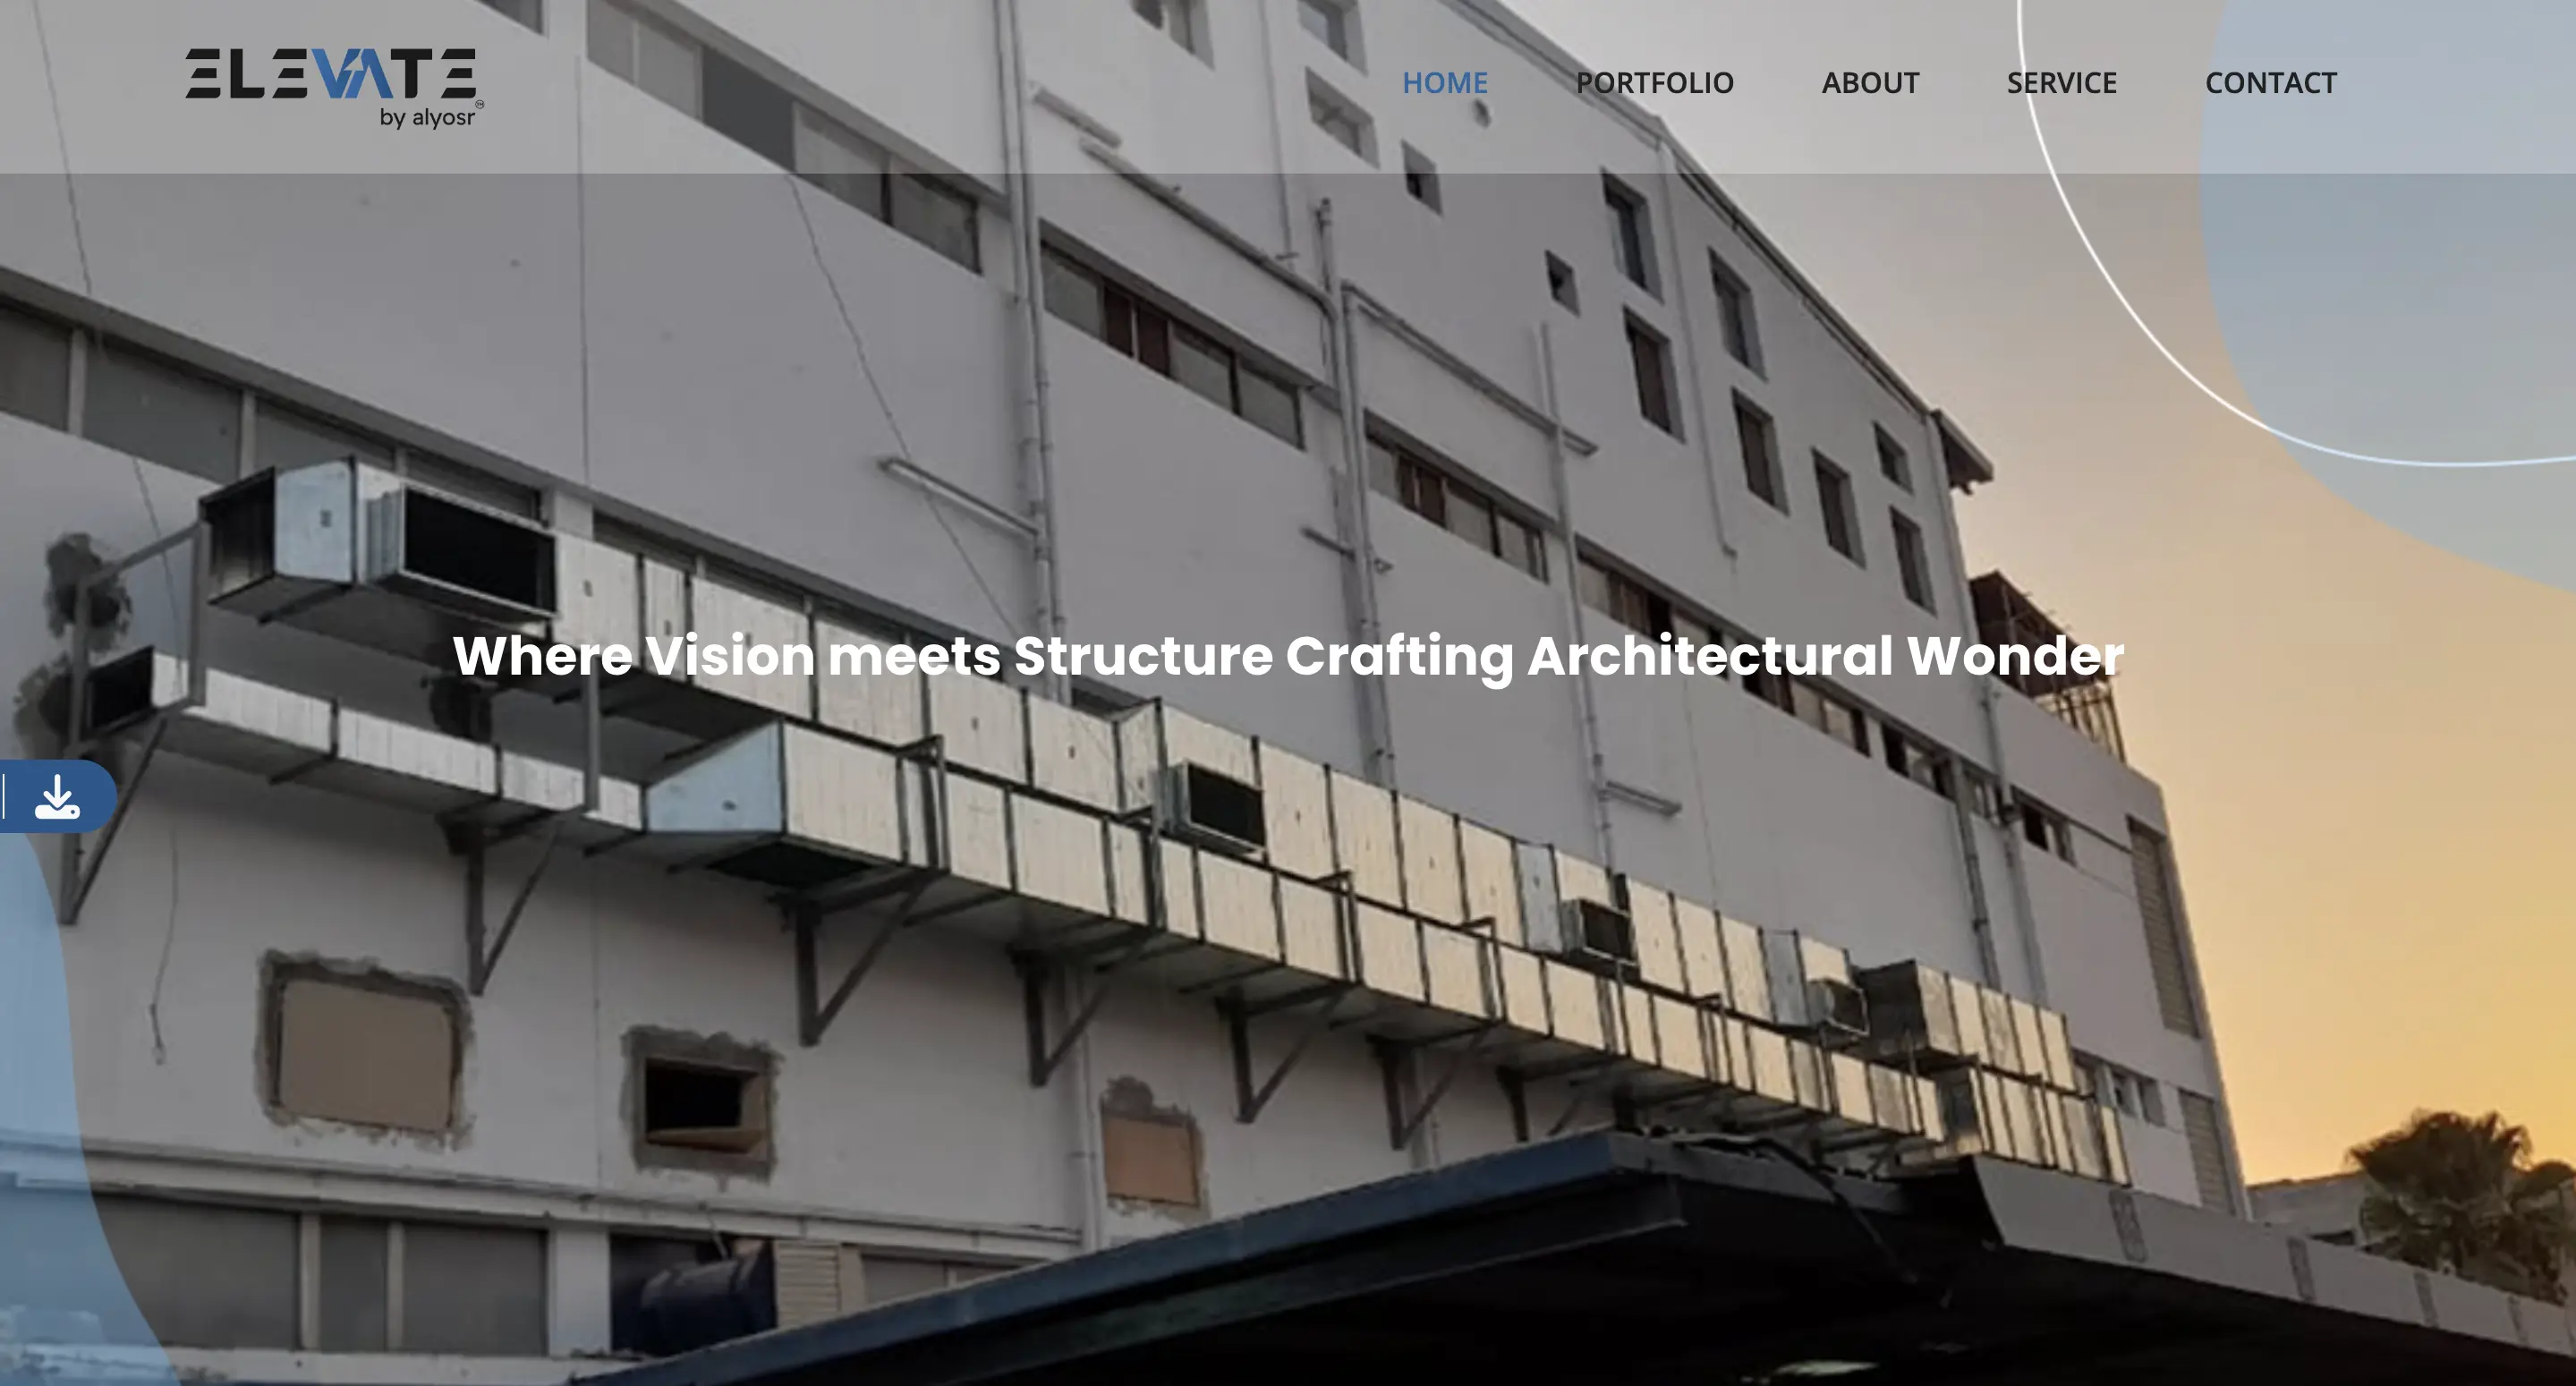 ELEVATE
by alyosr
HOME PORTFOLIO ABOUT SERVICE CONTACT
Where Vision meets Structure Crafting Architectural Wonder